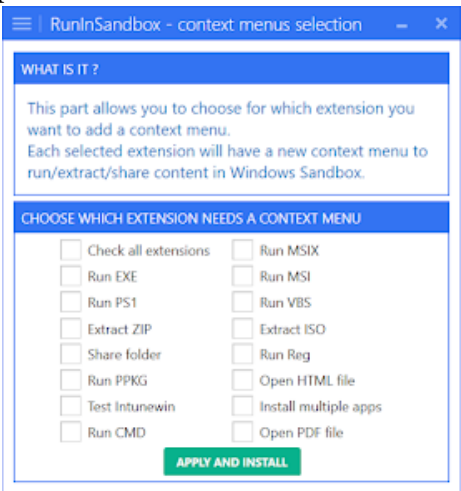 RunInSandbox - context menus selection
WHAT IS IT ?
This part allows you to choose for which extension you
want to add a context menu.
Each selected extension will have a new context menu to
run/extract/share content in Windows Sandbox.
CHOOSE WHICH EXTENSION NEEDS A CONTEXT MENU
Check all extensions
Run MSIX
Run EXE
Run MSI
Run PS1
Run VBS
Extract ZIP
Extract ISO
Share folder
Run Reg
Run PPKG
Open HTML file
Test Intunewin
Install multiple apps
Run CMD
Open PDF file
APPLY AND INSTALL